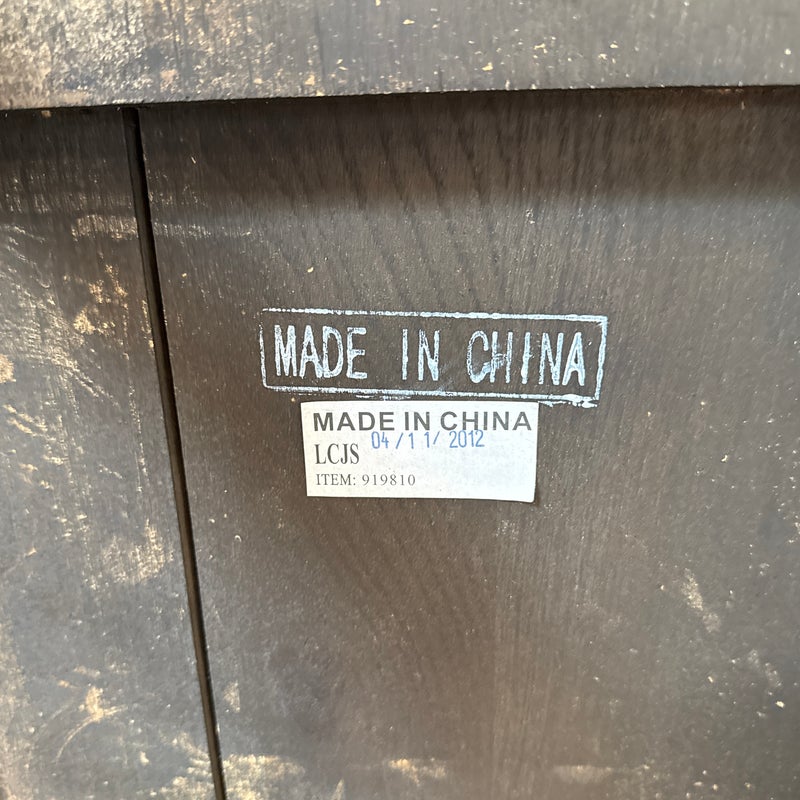 MADE IN CHINA
MADE IN CHINA
04/11/2012
LCJS
ITEM: 919810